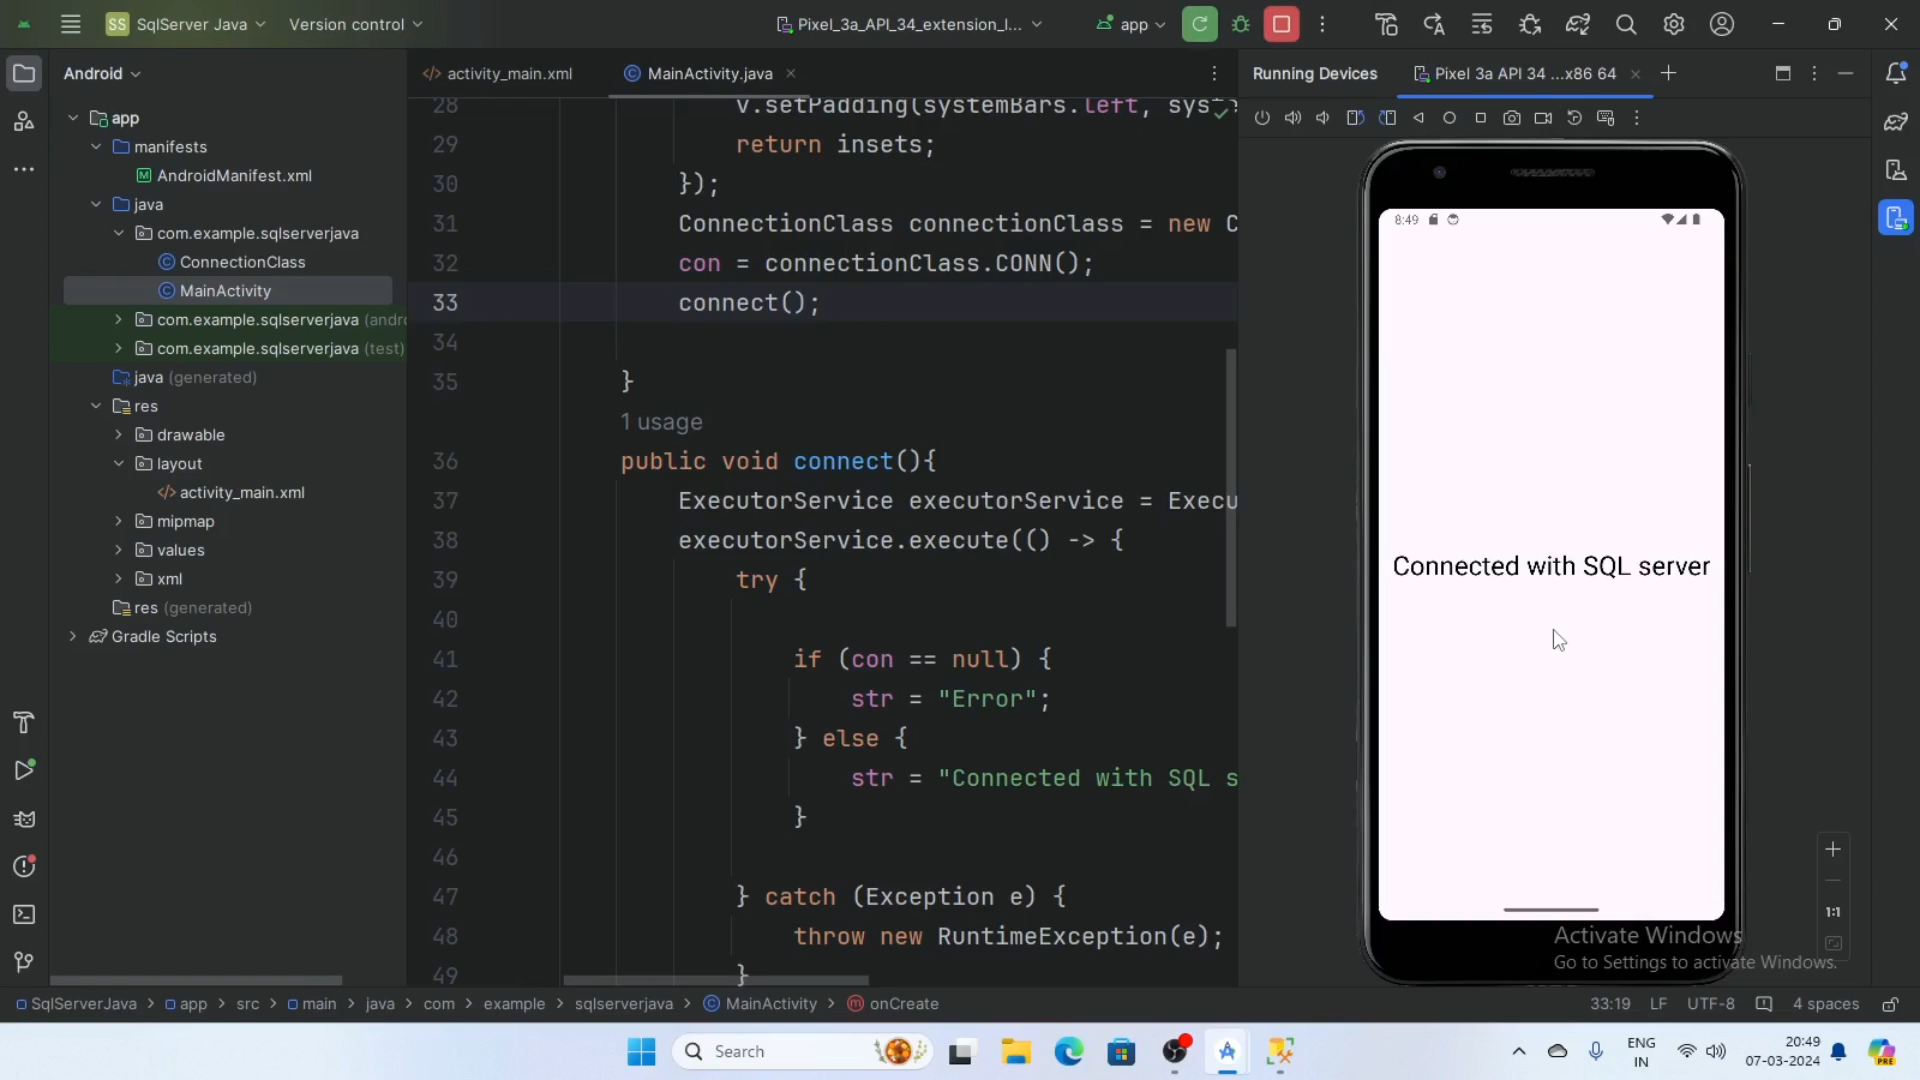 SS SqlServer Java
Version control
Pixel_3a_API_34_extension_l...
app
Android
activity_main.xml
MainActivity.java
Running Devices
Pixel 3a API 34 ...x86 64
app
manifests
AndroidManifest.xml
java
com.example.sqlserverjava
ConnectionClass
MainActivity
com.example.sqlserverjava (andro
com.example.sqlserverjava (test)
java (generated)
res
drawable
layout
activity_main.xml
mipmap
values
xml
res (generated)
Gradle Scripts
28 v.setPadding(systemBars.left, syst
29 return insets;
30 });
31 ConnectionClass connectionClass = new C
32 con = connectionClass.CONN();
33 connect();
34
35 }
1 usage
36 public void connect(){
37 ExecutorService executorService = Execu
38 executorService.execute(() -> {
39 try {
40
41 if (con == null) {
42 str = "Error";
43 } else {
44 str = "Connected with SQL s
45 }
46
47 } catch (Exception e) {
48 throw new RuntimeException(e);
49 }
8:49
Connected with SQL server
1:1
Activate Windows
Go to Settings to activate Windows.
SqlServerJava > app > src > main > java > com > example > sqlserverjava > MainActivity > onCreate
33:19 LF UTF-8 4 spaces
Search
ENG
IN
20:49
07-03-2024
PRE